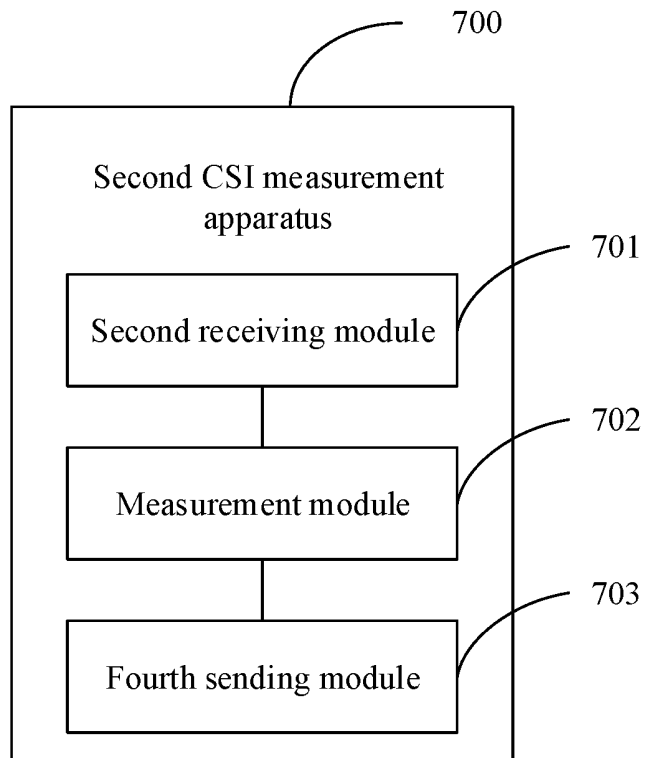 700
Second CSI measurement
apparatus
701
Second receiving module
702
Measurement module
703
Fourth sending module